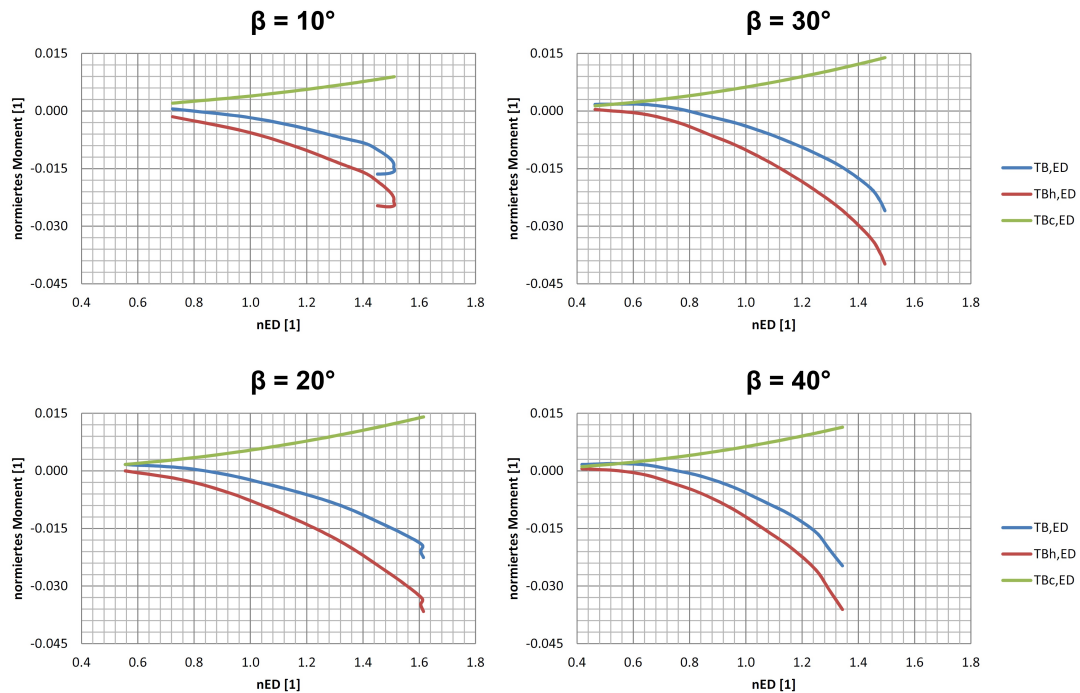 β = 10°
0.015
0.000
-0.015
-0.030
-0.045
normiertes Moment [1]
0.4 0.6 0.8 1.0 1.2 1.4 1.6 1.8
nED [1]
β = 30°
0.015
0.000
-0.015
-0.030
-0.045
normiertes Moment [1]
0.4 0.6 0.8 1.0 1.2 1.4 1.6 1.8
nED [1]
TB,ED
TBh,ED
TBc,ED
β = 20°
0.015
0.000
-0.015
-0.030
-0.045
normiertes Moment [1]
0.4 0.6 0.8 1.0 1.2 1.4 1.6 1.8
nED [1]
β = 40°
0.015
0.000
-0.015
-0.030
-0.045
normiertes Moment [1]
0.4 0.6 0.8 1.0 1.2 1.4 1.6 1.8
nED [1]
TB,ED
TBh,ED
TBc,ED